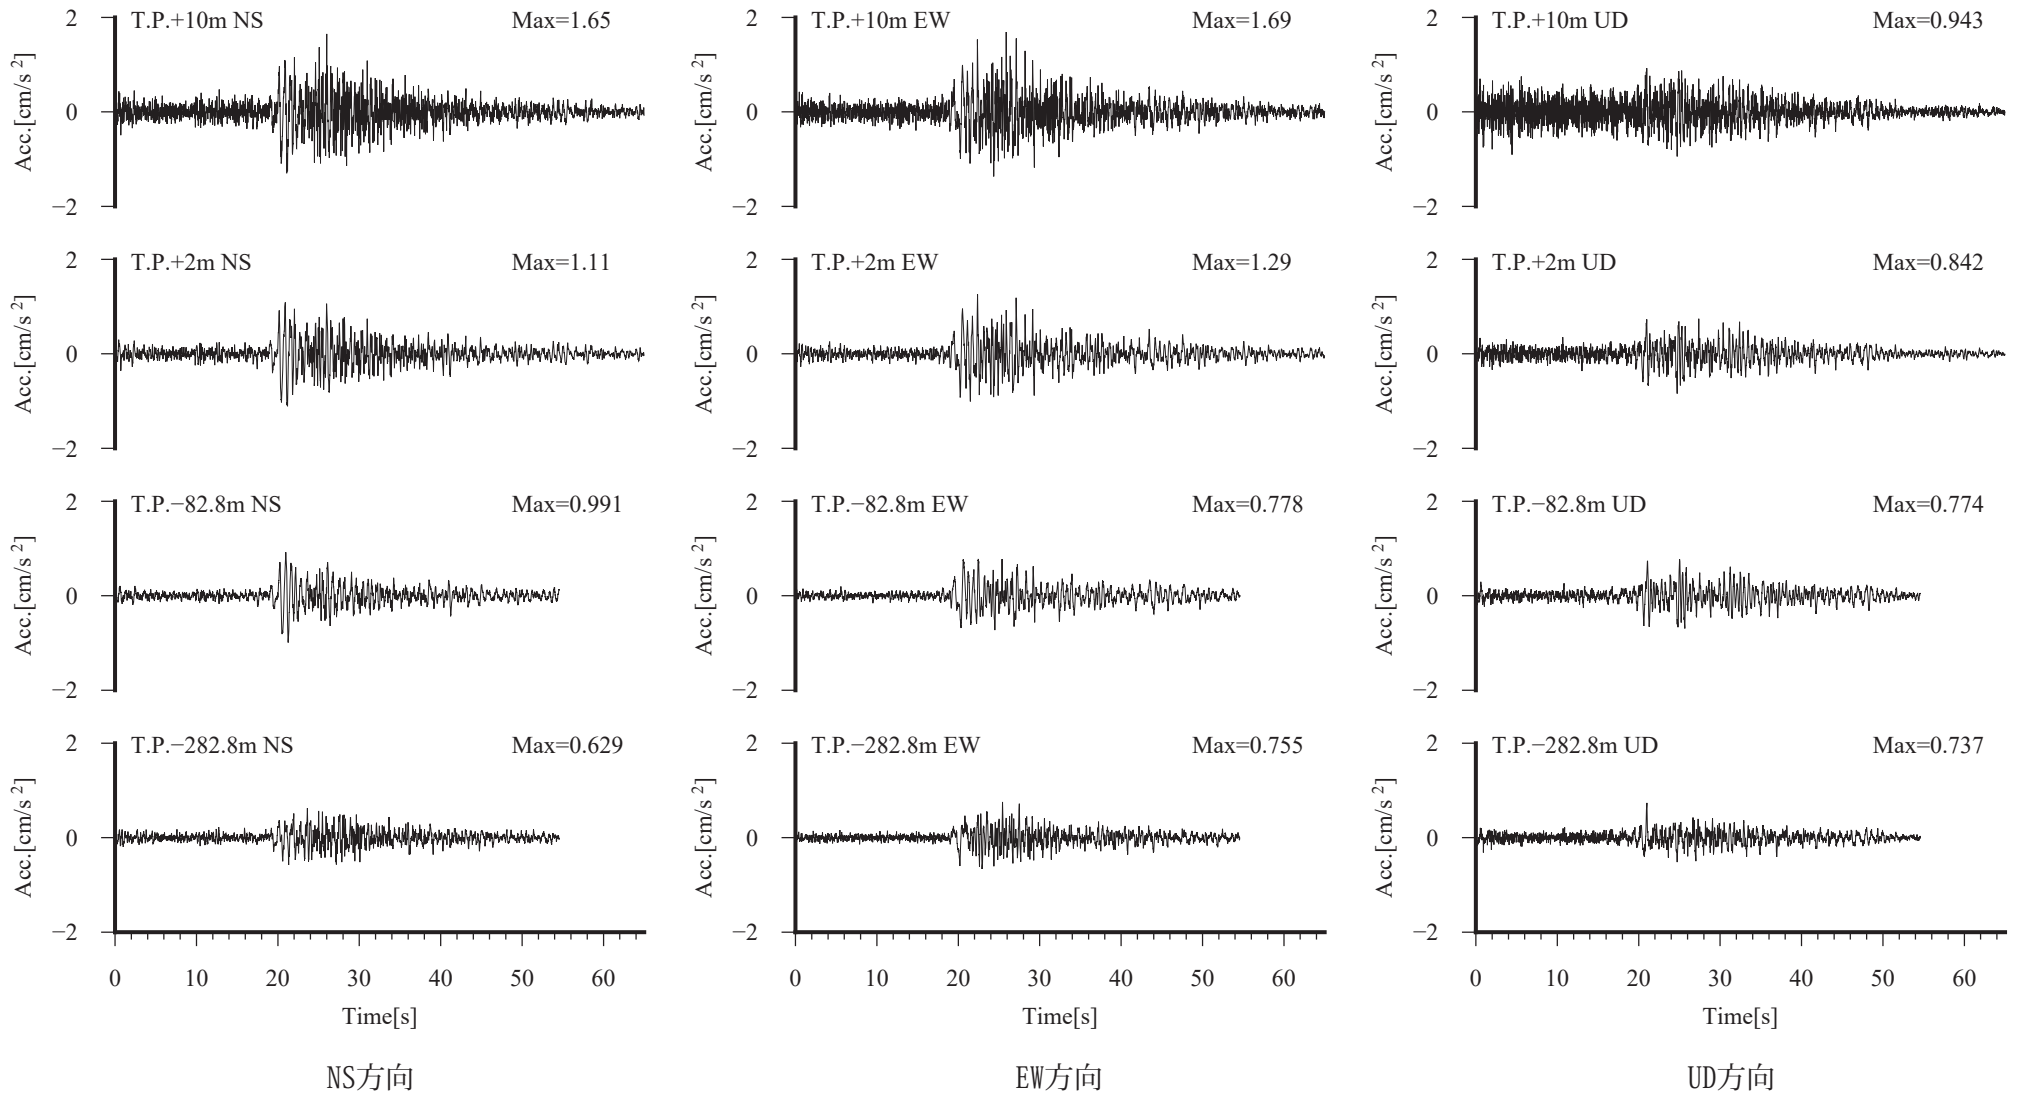 T.P.+10m NS Max=1.65
2
0
−2
Acc.[cm/s²]
T.P.+10m EW Max=1.69
2
0
−2
Acc.[cm/s²]
T.P.+10m UD Max=0.943
2
0
−2
Acc.[cm/s²]
T.P.+2m NS Max=1.11
2
0
−2
Acc.[cm/s²]
T.P.+2m EW Max=1.29
2
0
−2
Acc.[cm/s²]
T.P.+2m UD Max=0.842
2
0
−2
Acc.[cm/s²]
T.P.−82.8m NS Max=0.991
2
0
−2
Acc.[cm/s²]
T.P.−82.8m EW Max=0.778
2
0
−2
Acc.[cm/s²]
T.P.−82.8m UD Max=0.774
2
0
−2
Acc.[cm/s²]
T.P.−282.8m NS Max=0.629
2
0
−2
Acc.[cm/s²]
T.P.−282.8m EW Max=0.755
2
0
−2
Acc.[cm/s²]
T.P.−282.8m UD Max=0.737
2
0
−2
Acc.[cm/s²]
0 10 20 30 40 50 60
Time[s]
NS方向
0 10 20 30 40 50 60
Time[s]
EW方向
0 10 20 30 40 50 60
Time[s]
UD方向